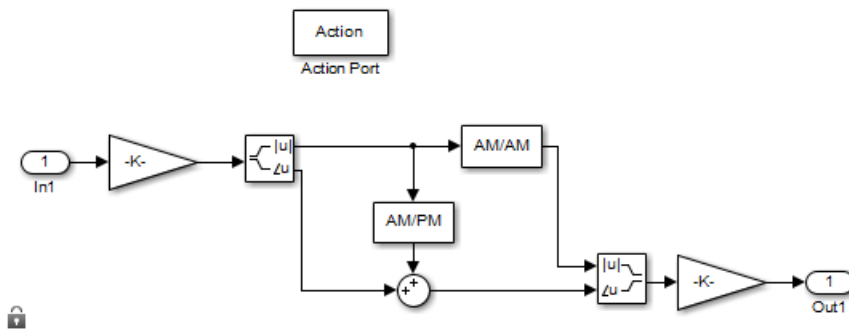 Action
Action Port
1
In1
-K-
|u|
∠u
AM/AM
AM/PM
+
+
|u|
∠u
-K-
1
Out1